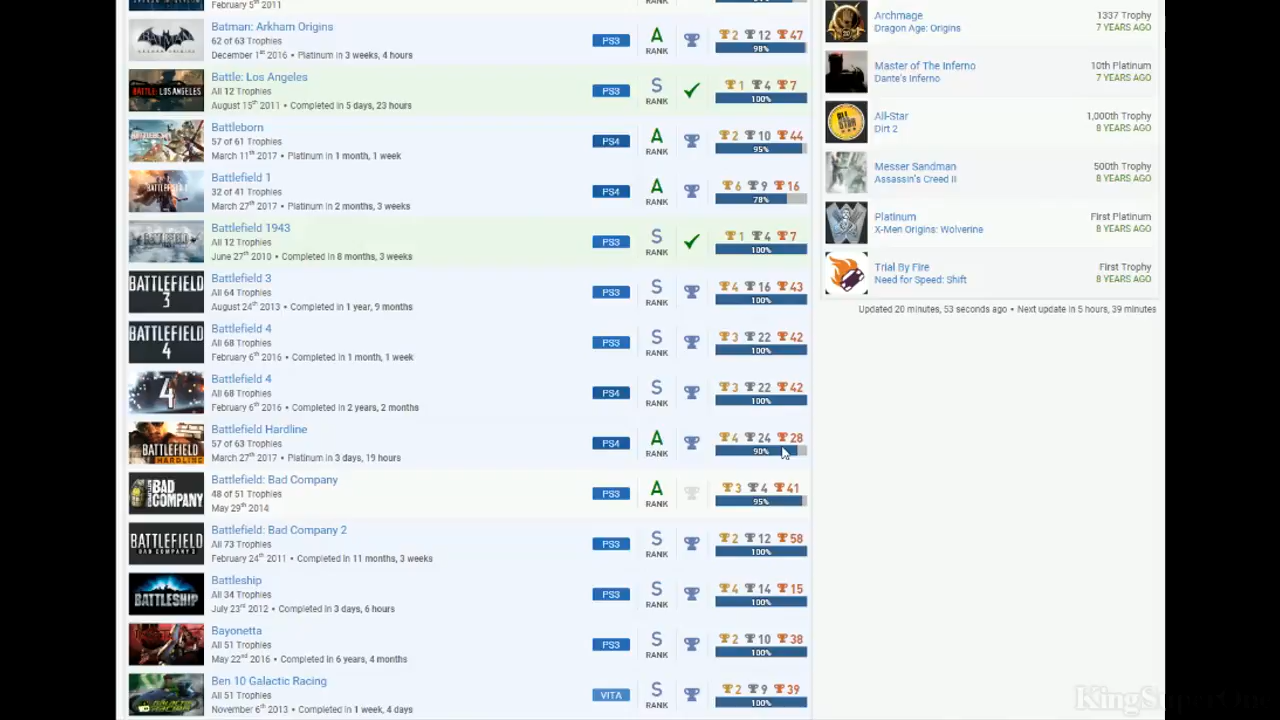 February 5th 2011
Batman: Arkham Origins
62 of 63 Trophies
December 1st 2016 • Platinum in 3 weeks, 4 hours
PS3
A
RANK
2 12 47
98%
BATTLE: LOS ANGELES
Battle: Los Angeles
All 12 Trophies
August 15th 2011 • Completed in 5 days, 23 hours
PS3
S
RANK
1 4 7
100%
Battleborn
57 of 61 Trophies
March 11th 2017 • Platinum in 1 month, 1 week
PS4
A
RANK
2 10 44
95%
Battlefield 1
32 of 41 Trophies
March 27th 2017 • Platinum in 2 months, 3 weeks
PS4
A
RANK
6 9 16
78%
Battlefield 1943
All 12 Trophies
June 27th 2010 • Completed in 8 months, 3 weeks
PS3
S
RANK
1 4 7
100%
BATTLEFIELD
3
Battlefield 3
All 64 Trophies
August 24th 2013 • Completed in 1 year, 9 months
PS3
S
RANK
4 16 43
100%
BATTLEFIELD
4
Battlefield 4
All 68 Trophies
February 6th 2016 • Completed in 1 month, 1 week
PS3
S
RANK
3 22 42
100%
4
Battlefield 4
All 68 Trophies
February 6th 2016 • Completed in 2 years, 2 months
PS4
S
RANK
3 22 42
100%
BATTLEFIELD
HARDLINE
Battlefield Hardline
57 of 63 Trophies
March 27th 2017 • Platinum in 3 days, 19 hours
PS4
A
RANK
4 24 28
90%
BAD
COMPANY
Battlefield: Bad Company
48 of 51 Trophies
May 29th 2014
PS3
A
RANK
3 4 41
95%
BATTLEFIELD
BAD COMPANY 2
Battlefield: Bad Company 2
All 73 Trophies
February 24th 2011 • Completed in 11 months, 3 weeks
PS3
S
RANK
2 12 58
100%
BATTLESHIP
Battleship
All 34 Trophies
July 23rd 2012 • Completed in 3 days, 6 hours
PS3
S
RANK
4 14 15
100%
Bayonetta
All 51 Trophies
May 22nd 2016 • Completed in 6 years, 4 months
PS3
S
RANK
2 10 38
100%
Ben 10 Galactic Racing
All 51 Trophies
November 6th 2013 • Completed in 1 week, 4 days
VITA
S
RANK
2 9 39
100%
Archmage
Dragon Age: Origins
1337 Trophy
7 YEARS AGO
Master of The Inferno
Dante's Inferno
10th Platinum
7 YEARS AGO
All-Star
Dirt 2
1,000th Trophy
8 YEARS AGO
Messer Sandman
Assassin's Creed II
500th Trophy
8 YEARS AGO
Platinum
X-Men Origins: Wolverine
First Platinum
8 YEARS AGO
Trial By Fire
Need for Speed: Shift
First Trophy
8 YEARS AGO
Updated 20 minutes, 53 seconds ago • Next update in 5 hours, 39 minutes